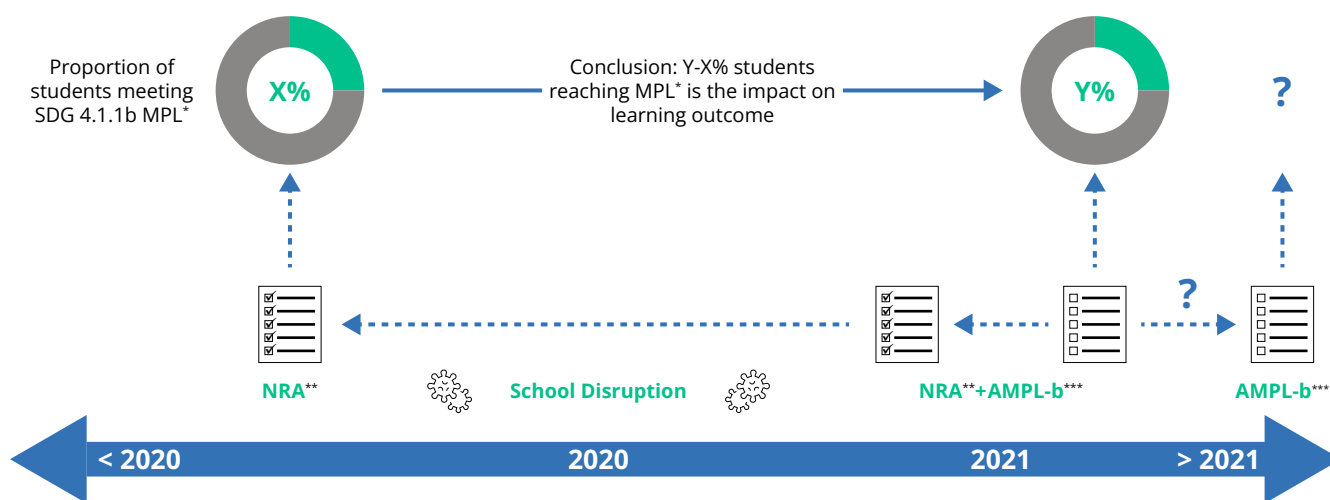 Proportion of
students meeting
SDG 4.1.1b MPL*
X%
Conclusion: Y-X% students
reaching MPL* is the impact on
learning outcome
Y%
?
?
NRA**
School Disruption
NRA**+AMPL-b***
AMPL-b***
< 2020
2020
2021
> 2021